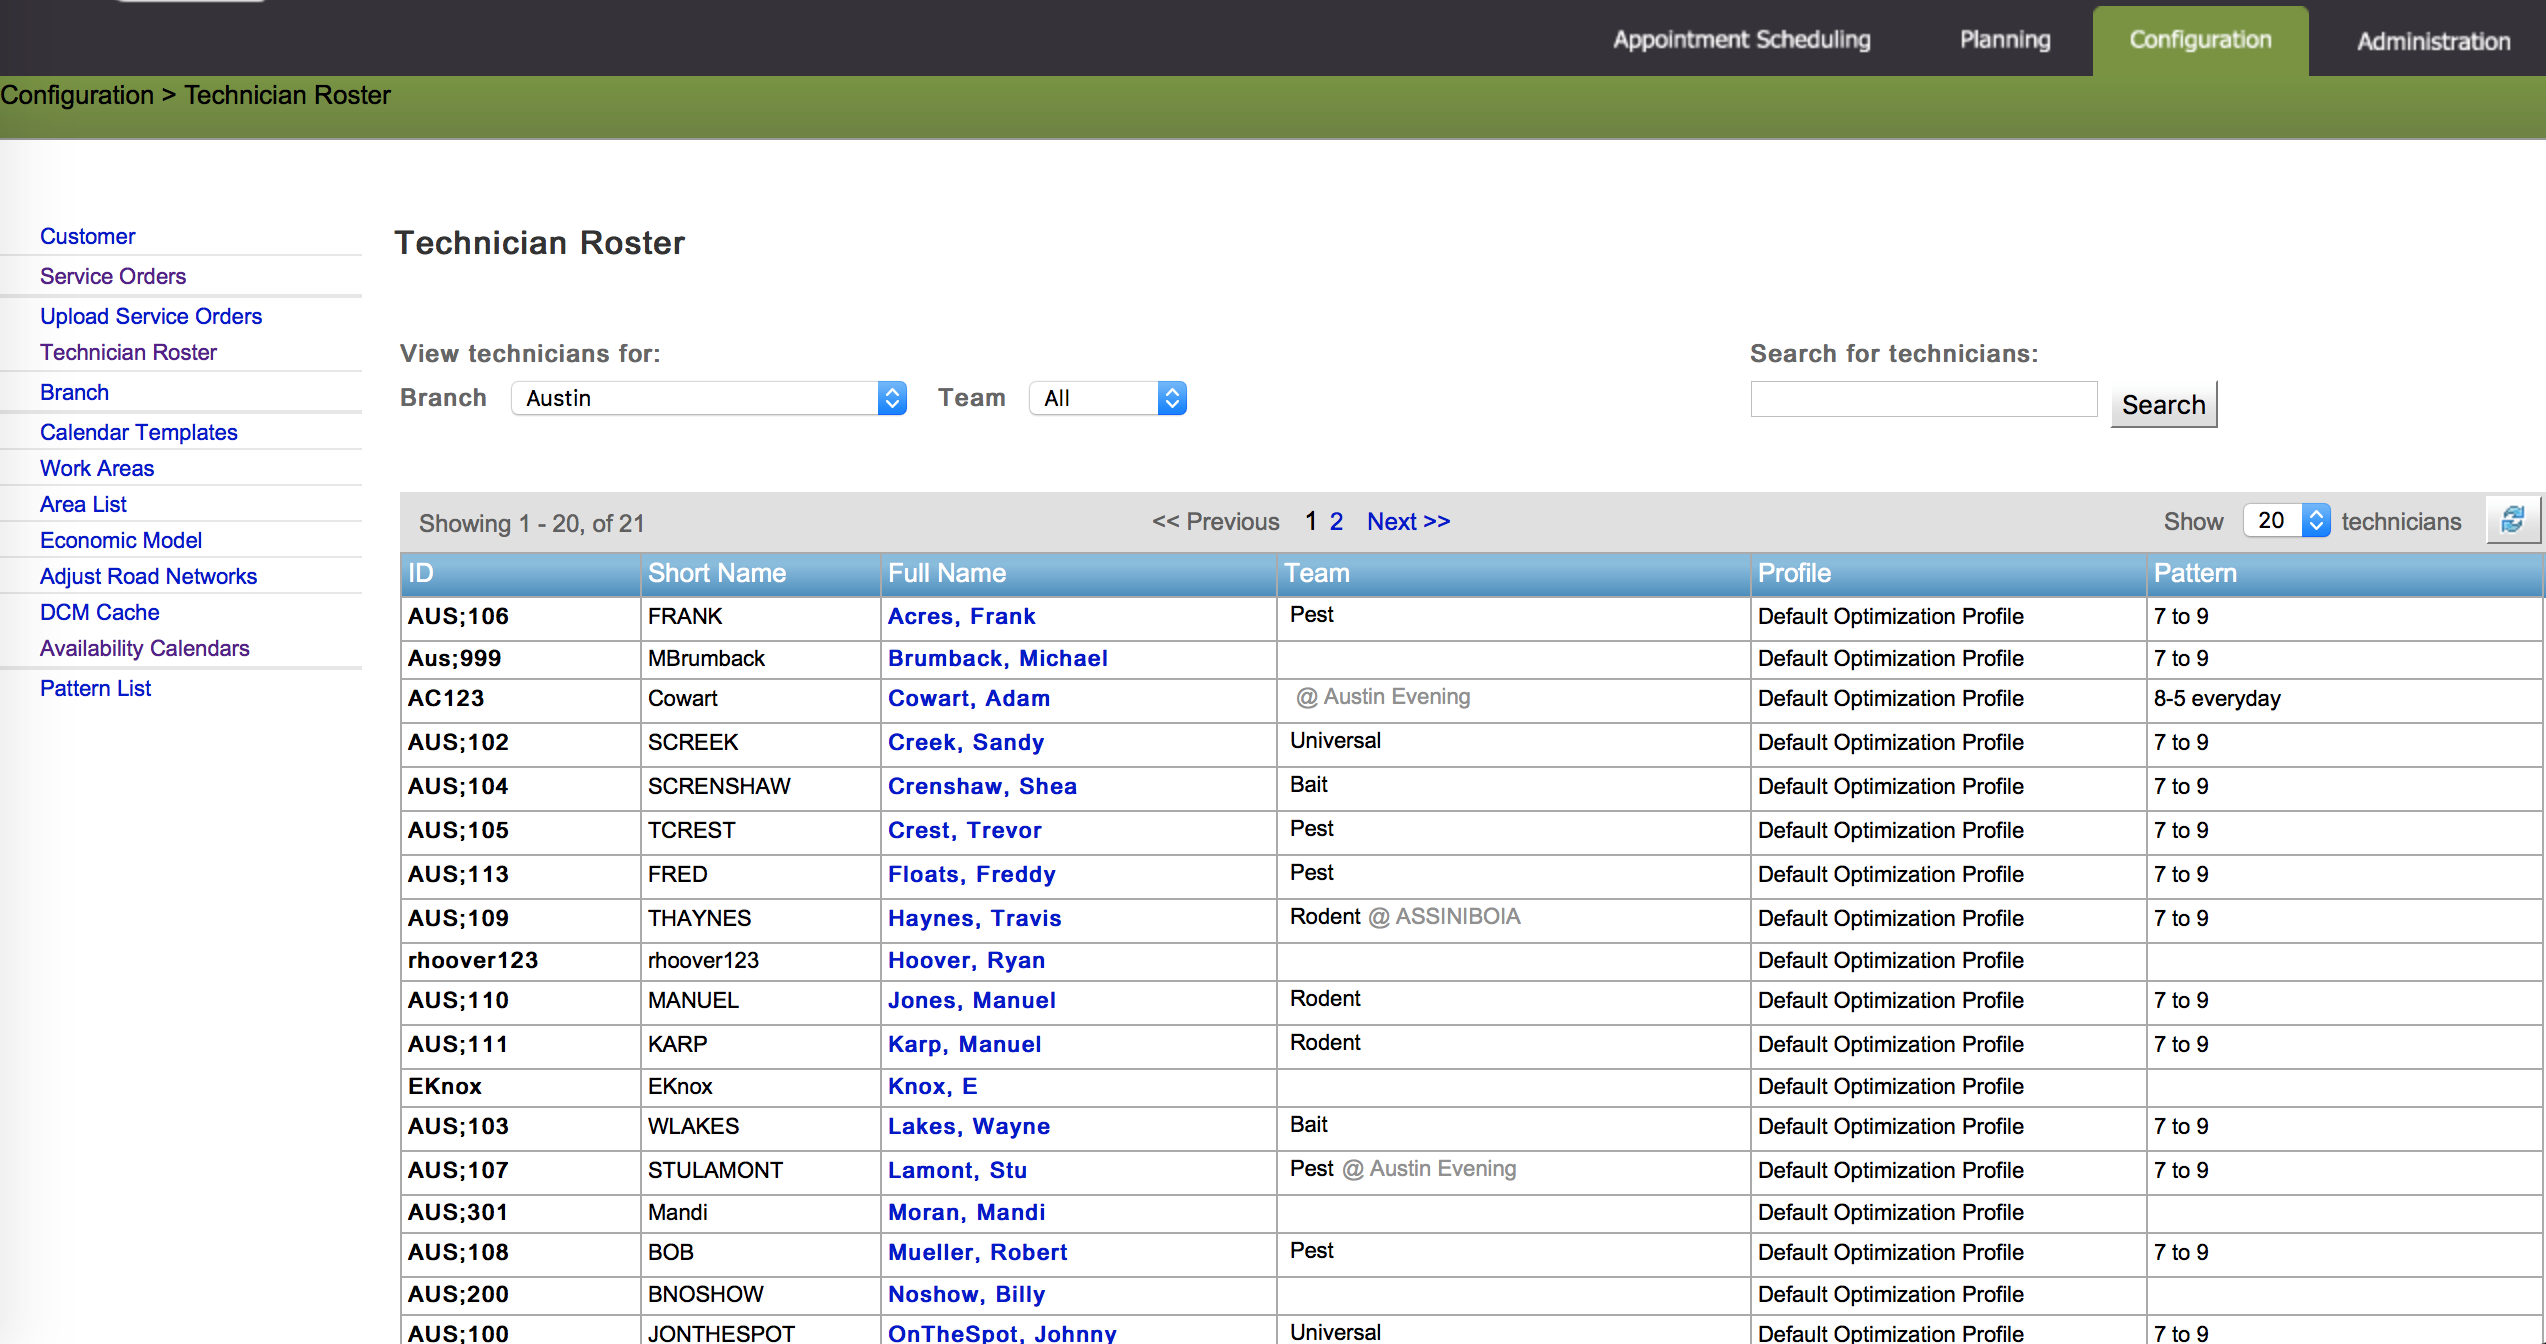 Appointment Scheduling Planning Configuration Administration
Configuration > Technician Roster
Customer
Service Orders
Upload Service Orders
Technician Roster
Branch
Calendar Templates
Work Areas
Area List
Economic Model
Adjust Road Networks
DCM Cache
Availability Calendars
Pattern List
Technician Roster
View technicians for:
Branch Austin Team All
Search for technicians:
Search
Showing 1 - 20, of 21 << Previous 1 2 Next >> Show 20 technicians
ID Short Name Full Name Team Profile Pattern
AUS;106 FRANK Acres, Frank Pest Default Optimization Profile 7 to 9
Aus;999 MBrumback Brumback, Michael Default Optimization Profile 7 to 9
AC123 Cowart Cowart, Adam @ Austin Evening Default Optimization Profile 8-5 everyday
AUS;102 SCREEK Creek, Sandy Universal Default Optimization Profile 7 to 9
AUS;104 SCRENSHAW Crenshaw, Shea Bait Default Optimization Profile 7 to 9
AUS;105 TCREST Crest, Trevor Pest Default Optimization Profile 7 to 9
AUS;113 FRED Floats, Freddy Pest Default Optimization Profile 7 to 9
AUS;109 THAYNES Haynes, Travis Rodent @ ASSINIBOIA Default Optimization Profile 7 to 9
rhoover123 rhoover123 Hoover, Ryan Default Optimization Profile
AUS;110 MANUEL Jones, Manuel Rodent Default Optimization Profile 7 to 9
AUS;111 KARP Karp, Manuel Rodent Default Optimization Profile 7 to 9
EKnox EKnox Knox, E Default Optimization Profile
AUS;103 WLAKES Lakes, Wayne Bait Default Optimization Profile 7 to 9
AUS;107 STULAMONT Lamont, Stu Pest @ Austin Evening Default Optimization Profile 7 to 9
AUS;301 Mandi Moran, Mandi Default Optimization Profile
AUS;108 BOB Mueller, Robert Pest Default Optimization Profile 7 to 9
AUS;200 BNOSHOW Noshow, Billy Default Optimization Profile
AUS;100 JONTHESPOT OnTheSpot, Johnny Universal Default Optimization Profile 7 to 9